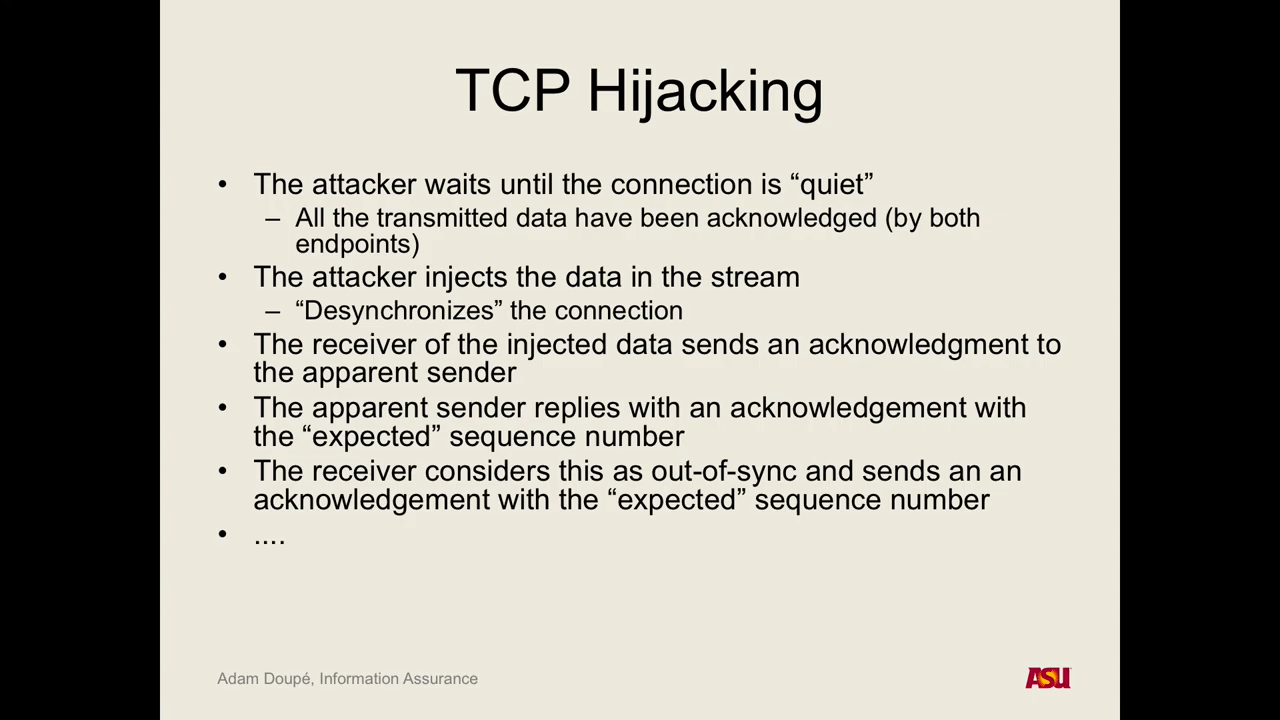 TCP Hijacking
• The attacker waits until the connection is “quiet”
– All the transmitted data have been acknowledged (by both
endpoints)
• The attacker injects the data in the stream
– “Desynchronizes” the connection
• The receiver of the injected data sends an acknowledgment to
the apparent sender
• The apparent sender replies with an acknowledgement with
the “expected” sequence number
• The receiver considers this as out-of-sync and sends an an
acknowledgement with the “expected” sequence number
• ....
Adam Doupé, Information Assurance
ASU